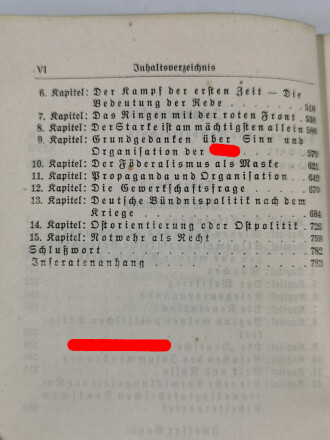 VI Inhaltsverzeichnis
6. Kapitel: Der Kampf der ersten Zeit — Die
Bedeutung der Rede . . . . . . . 518
7. Kapitel: Das Ringen mit der roten Front 538
8. Kapitel: Der Starke ist am mächtigsten allein 568
9. Kapitel: Grundgedanken über Sinn und
Organisation der . . . . 579
10. Kapitel: Der Föderalismus als Maske . . 621
11. Kapitel: Propaganda und Organisation . . 649
12. Kapitel: Die Gewerkschaftsfrage . . . . 670
13. Kapitel: Deutsche Bündnispolitik nach dem
Kriege . . . . . . . . . . . 684
14. Kapitel: Ostorientierung oder Ostpolitik . 726
15. Kapitel: Notwehr als Recht . . . . . . 759
Schlußwort . . . . . . . . . . . . . 782
Inseratenanhang . . . . . . . . . . . 783